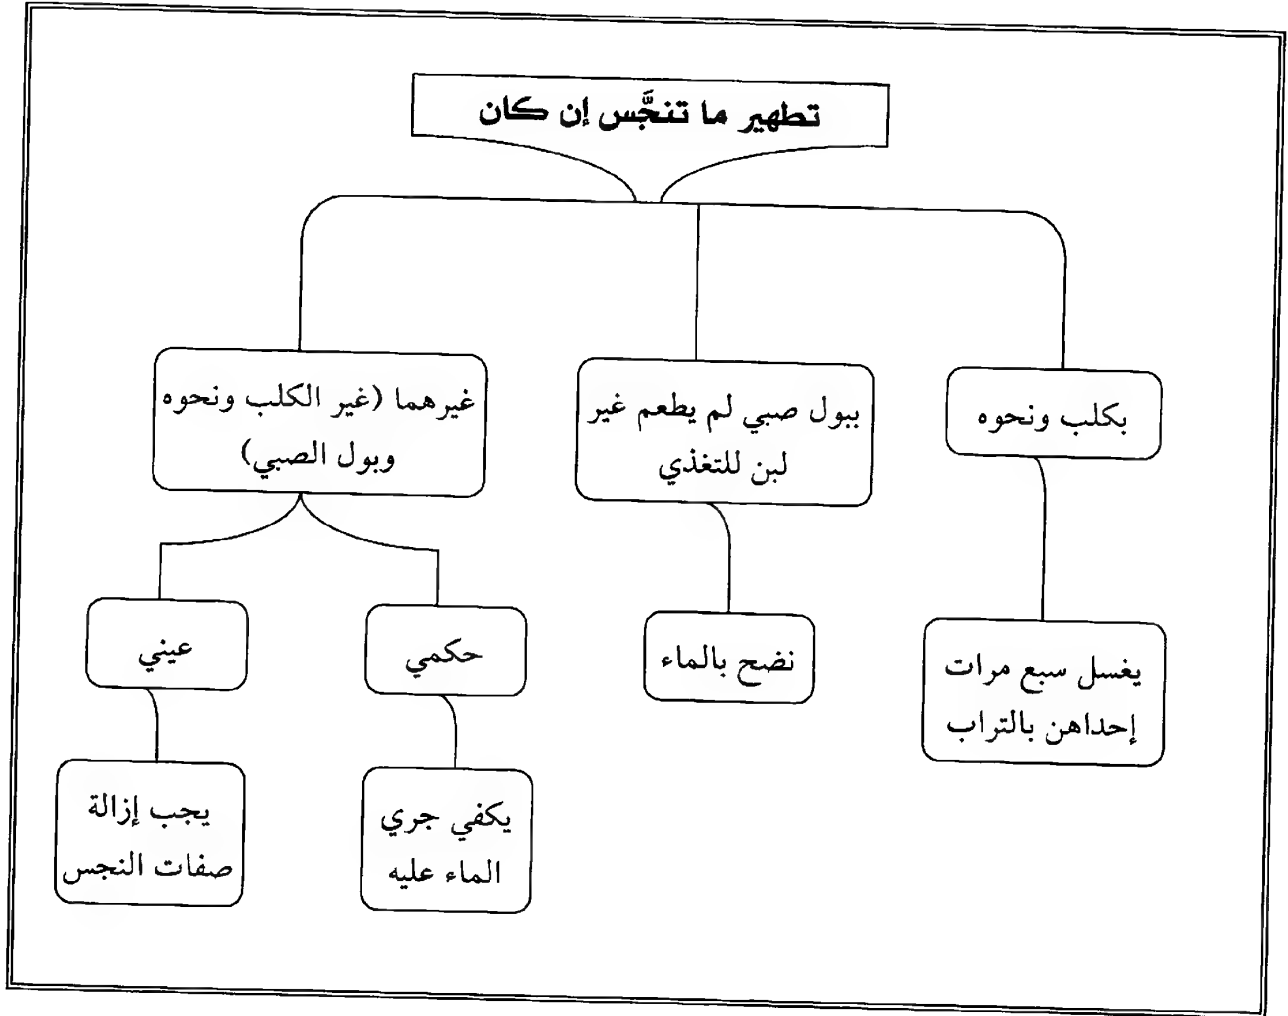 تطهير ما تنجَّس إن كان
بكلب ونحوه
ببول صبي لم يطعم غير
لبن للتغذي
غيرهما (غير الكلب ونحوه
وبول الصبي)
يغسل سبع مرات
إحداهن بالتراب
نضح بالماء
حكمي
عيني
يكفي جري
الماء عليه
يجب إزالة
صفات النجس